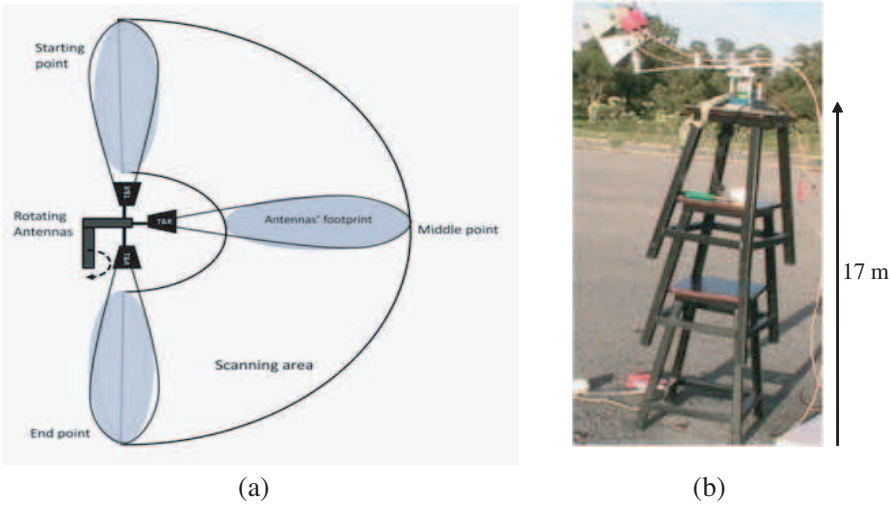 Starting
point
T&R
Rotating
Antennas
T&R
Antennas' footprint
Middle point
T&R
Scanning area
End point
17 m
(a)
(b)